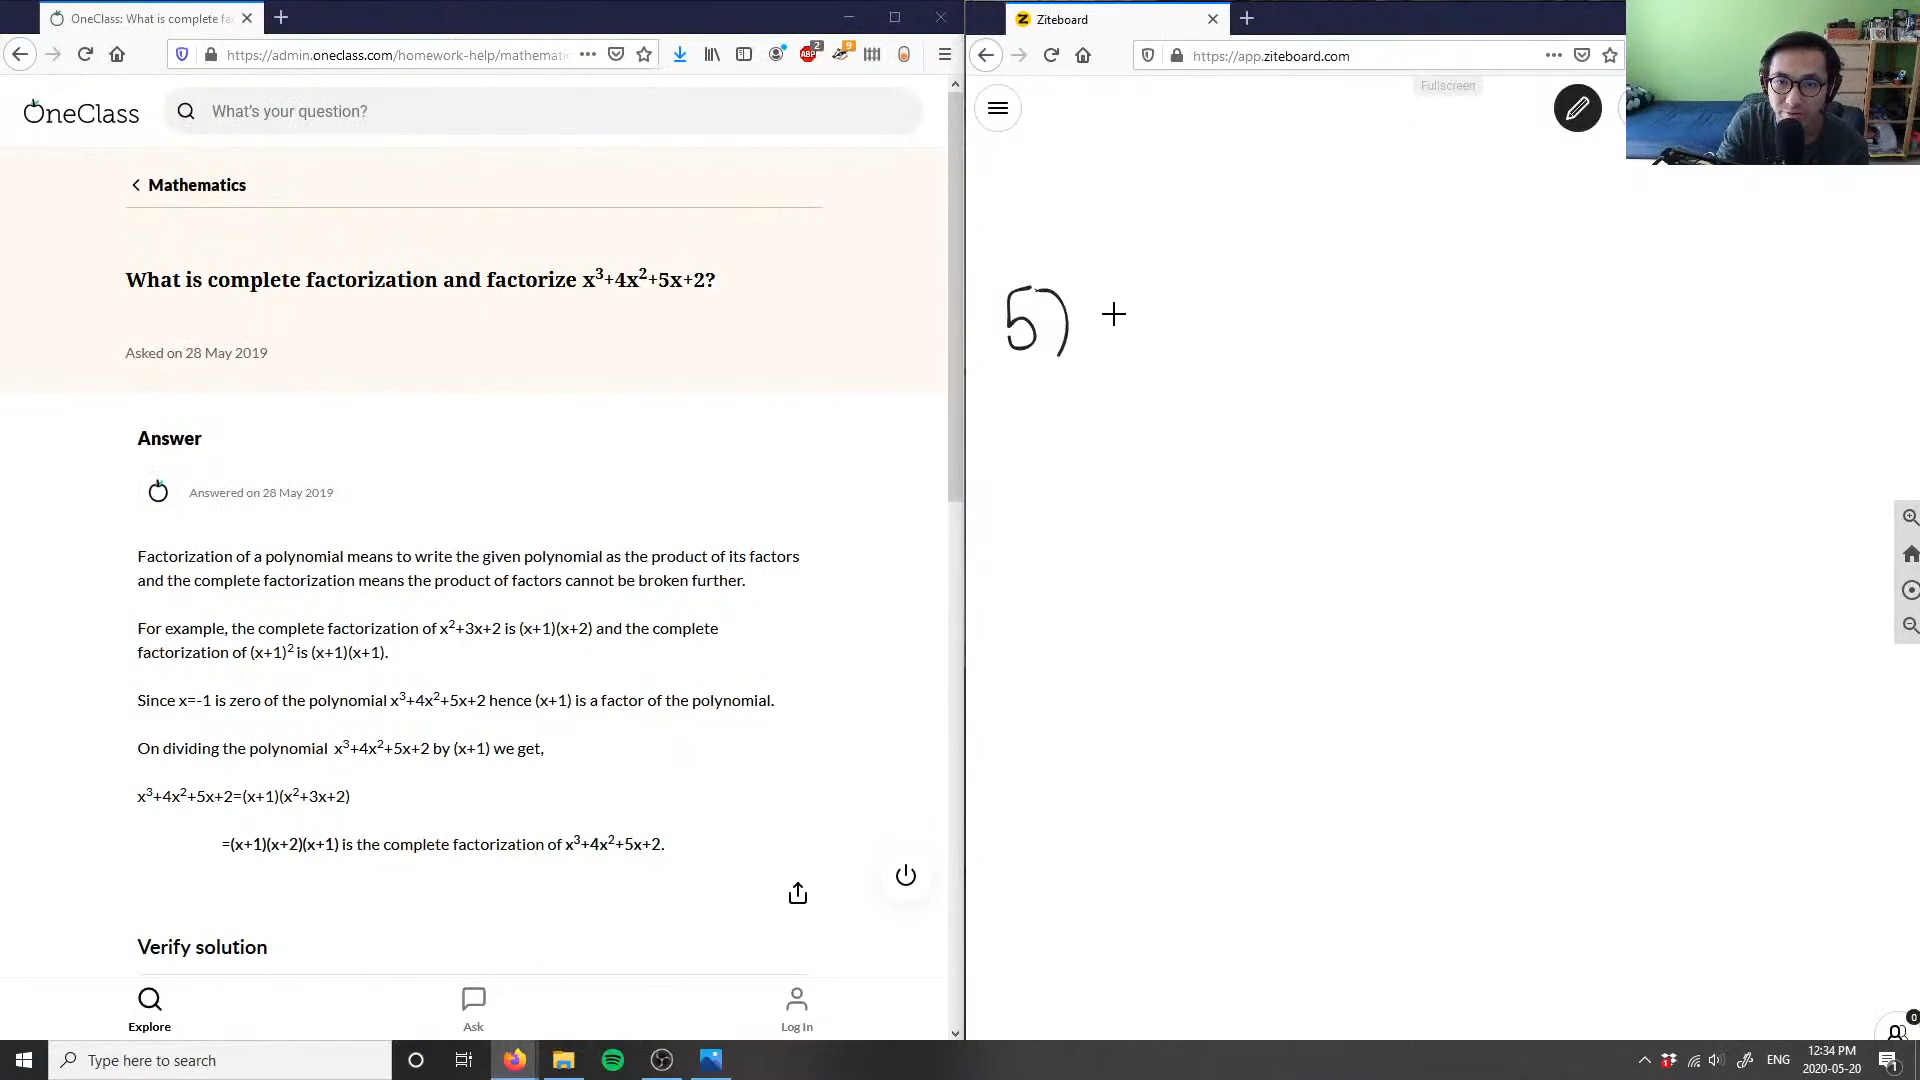 OneClass: What is complete fa
Ziteboard
https://admin.oneclass.com/homework-help/mathemati
ABP
2
9
https://app.ziteboard.com
OneClass
What's your question?
Fullscreen
Mathematics
What is complete factorization and factorize x³+4x²+5x+2?
Asked on 28 May 2019
5)
Answer
Answered on 28 May 2019
Factorization of a polynomial means to write the given polynomial as the product of its factors
and the complete factorization means the product of factors cannot be broken further.
For example, the complete factorization of x²+3x+2 is (x+1)(x+2) and the complete
factorization of (x+1)² is (x+1)(x+1).
Since x=-1 is zero of the polynomial x³+4x²+5x+2 hence (x+1) is a factor of the polynomial.
On dividing the polynomial x³+4x²+5x+2 by (x+1) we get,
x³+4x²+5x+2=(x+1)(x²+3x+2)
=(x+1)(x+2)(x+1) is the complete factorization of x³+4x²+5x+2.
Verify solution
Explore
Ask
Log In
0
Type here to search
ENG
12:34 PM
2020-05-20
1